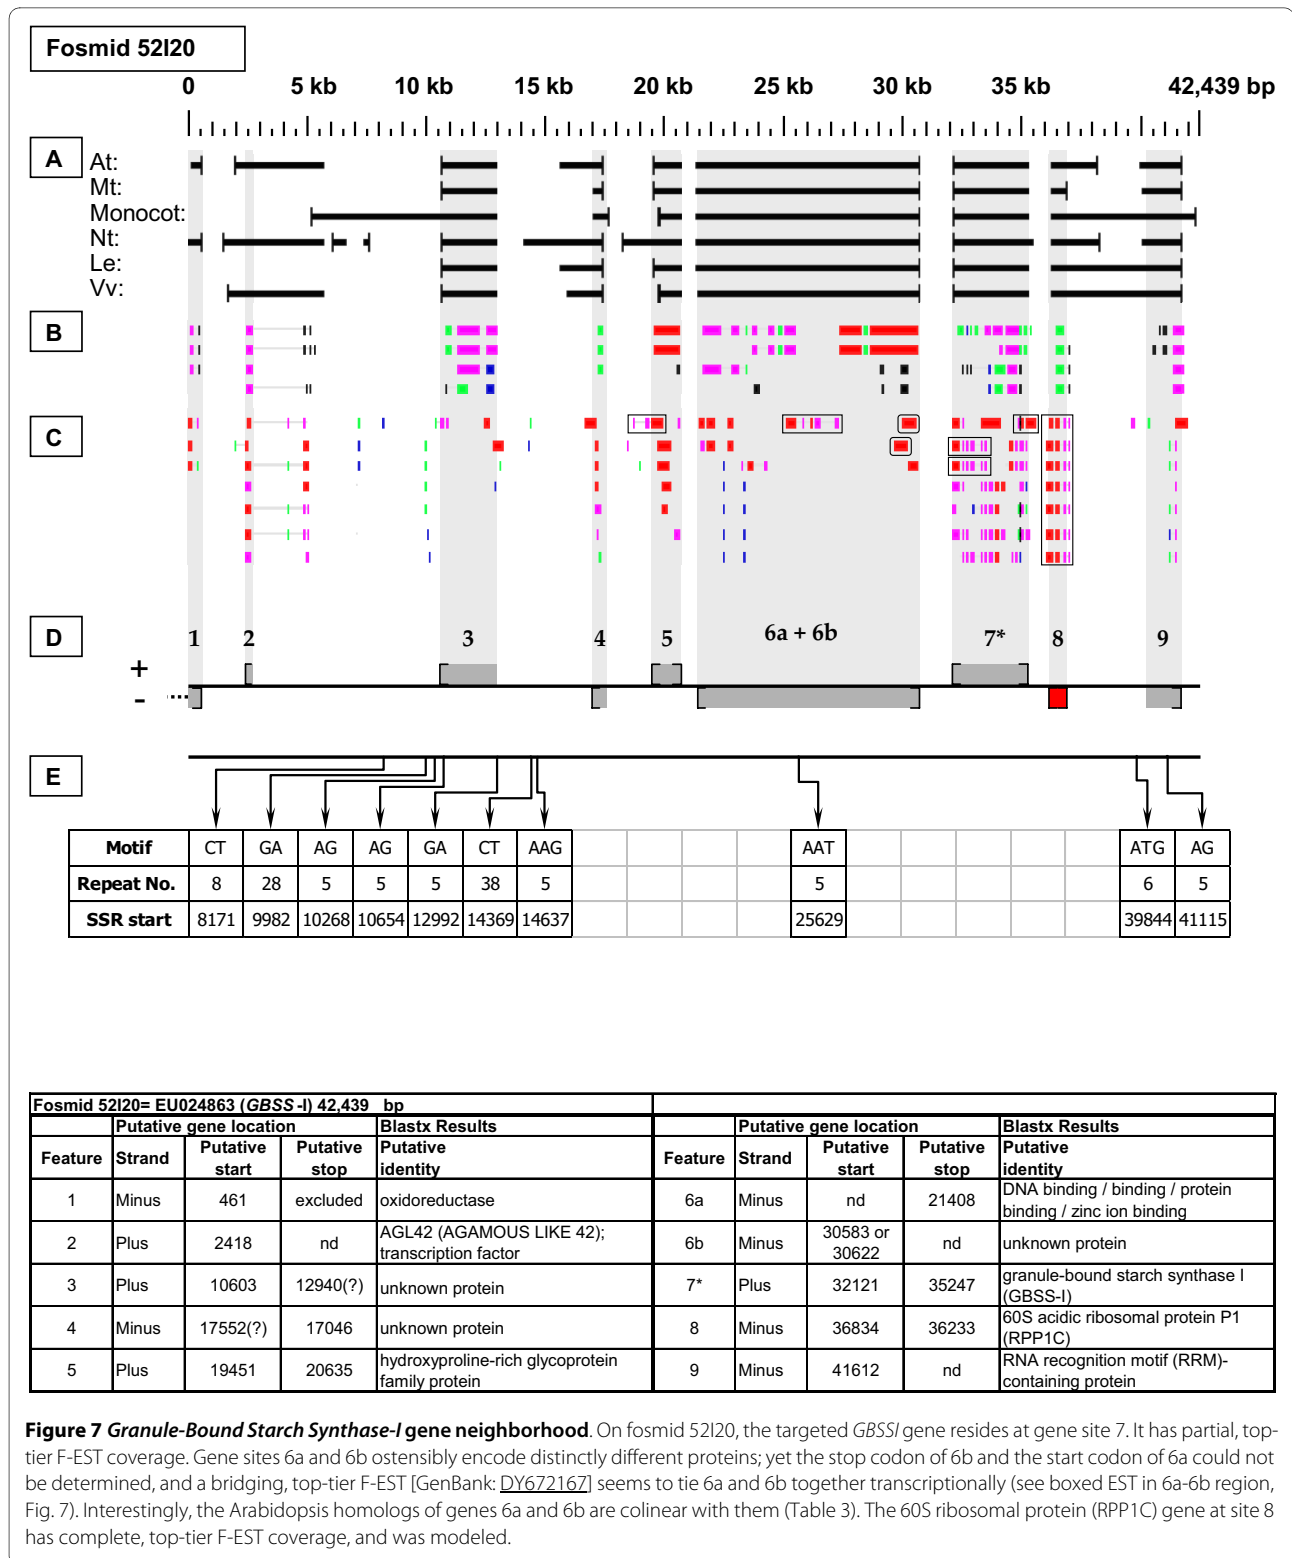 Fosmid 52I20
0 5 kb 10 kb 15 kb 20 kb 25 kb 30 kb 35 kb 42,439 bp
A
At:
Mt:
Monocot:
Nt:
Le:
Vv:
B
C
D
1 2 3 4 5 6a + 6b 7* 8 9
+
-
E
Motif CT GA AG AG GA CT AAG AAT ATG AG
Repeat No. 8 28 5 5 5 38 5 5 6 5
SSR start 8171 9982 10268 10654 12992 14369 14637 25629 39844 41115
Fosmid 52I20= EU024863 (GBSS-I) 42,439 bp
Putative gene location Blastx Results Putative gene location Blastx Results
Feature Strand Putative start Putative stop Putative identity Feature Strand Putative start Putative stop Putative identity
1 Minus 461 excluded oxidoreductase 6a Minus nd 21408 DNA binding / binding / protein binding / zinc ion binding
2 Plus 2418 nd AGL42 (AGAMOUS LIKE 42); transcription factor 6b Minus 30583 or 30622 nd unknown protein
3 Plus 10603 12940(?) unknown protein 7* Plus 32121 35247 granule-bound starch synthase I (GBSS-I)
4 Minus 17552(?) 17046 unknown protein 8 Minus 36834 36233 60S acidic ribosomal protein P1 (RPP1C)
5 Plus 19451 20635 hydroxyproline-rich glycoprotein family protein 9 Minus 41612 nd RNA recognition motif (RRM)-containing protein
Figure 7 Granule-Bound Starch Synthase-I gene neighborhood. On fosmid 52I20, the targeted GBSSI gene resides at gene site 7. It has partial, top-
tier F-EST coverage. Gene sites 6a and 6b ostensibly encode distinctly different proteins; yet the stop codon of 6b and the start codon of 6a could not
be determined, and a bridging, top-tier F-EST [GenBank: DY672167] seems to tie 6a and 6b together transcriptionally (see boxed EST in 6a-6b region,
Fig. 7). Interestingly, the Arabidopsis homologs of genes 6a and 6b are colinear with them (Table 3). The 60S ribosomal protein (RPP1C) gene at site 8
has complete, top-tier F-EST coverage, and was modeled.